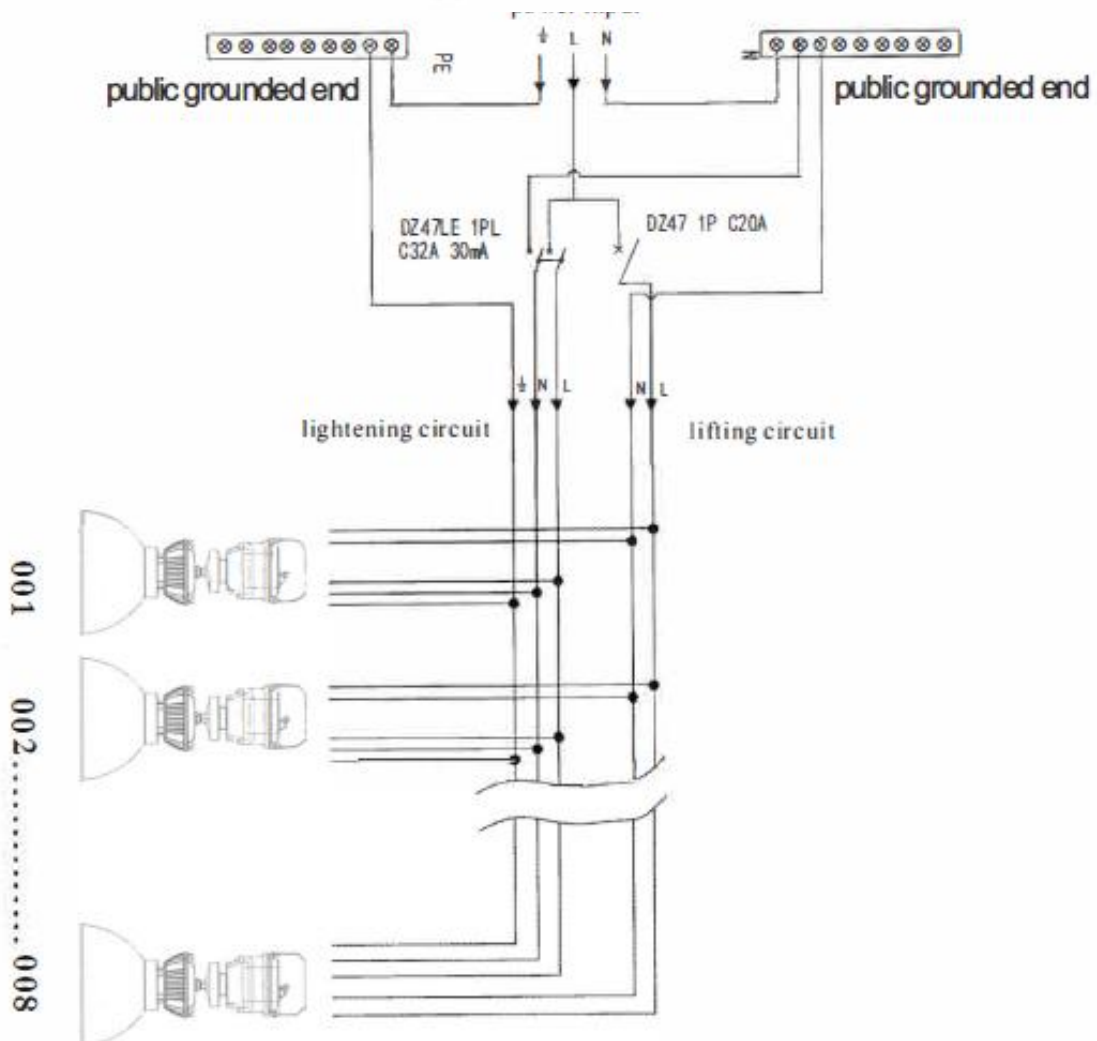 L N
PE
N
public grounded end
public grounded end
DZ47LE 1PL
C32A 30mA
DZ47 1P C20A
N L
N L
lightening circuit
lifting circuit
001
002............008